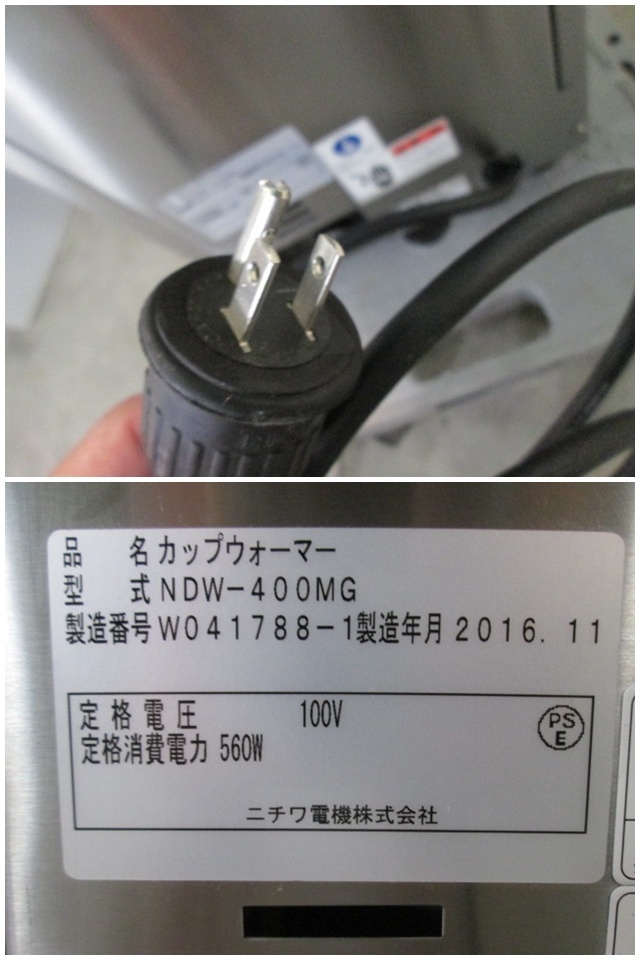 品 名 カップウォーマー
型 式 NDW-400MG
製造番号 W041788-1 製造年月 2016. 11
定格電圧 100V
定格消費電力 560W
PS
E
ニチワ電機株式会社